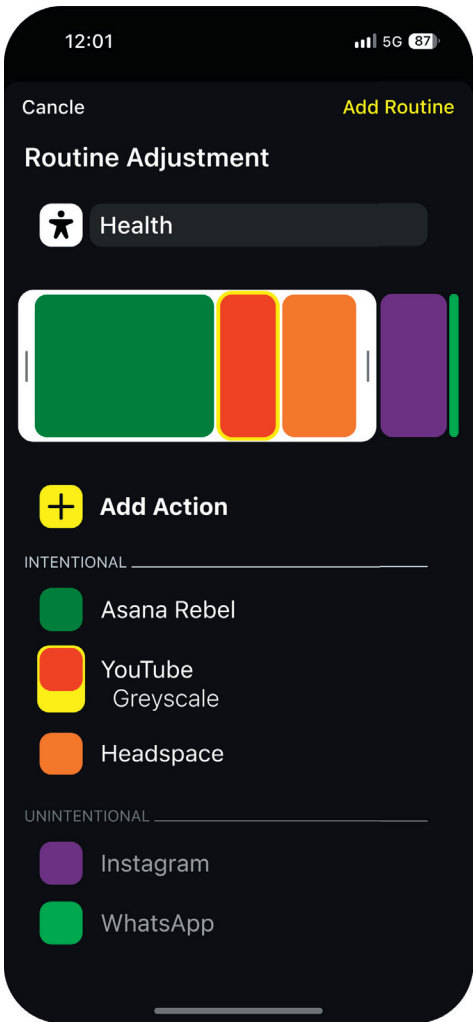 12:01
5G 87
Cancle
Add Routine
Routine Adjustment
Health
Add Action
INTENTIONAL
Asana Rebel
YouTube
Greyscale
Headspace
UNINTENTIONAL
Instagram
WhatsApp